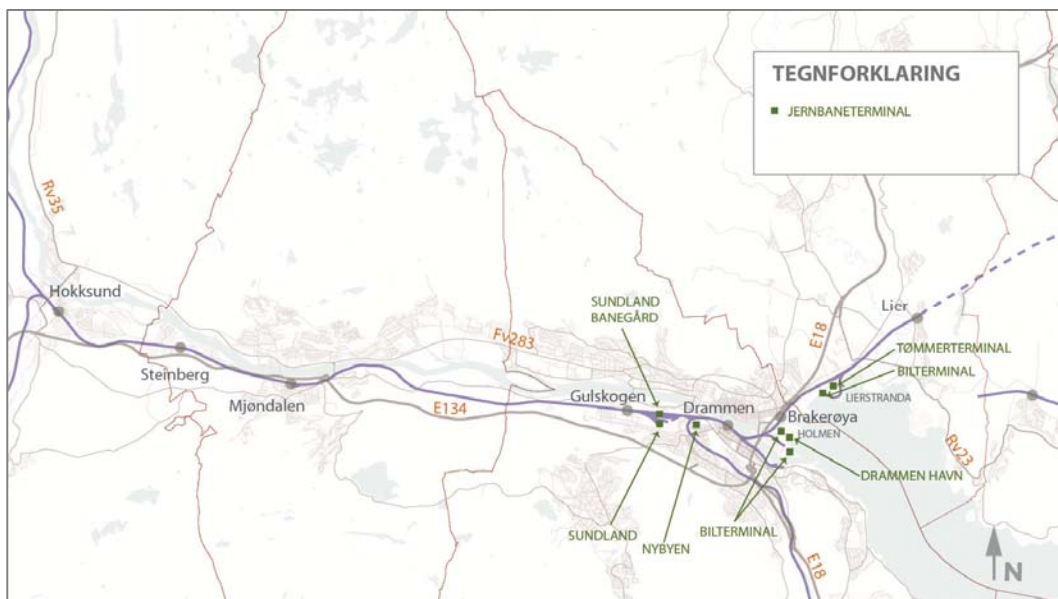 TEGNFORKLARING
JERNBANETERMINAL
Rv35
Hokksund
Steinberg
Mjøndalen
Fv283
E134
SUNDLAND
BANEGÅRD
Gulskogen
Drammen
E18
Lier
TØMMERTERMINAL
BILTERMINAL
LIERSTRANDA
Brakerøya
HOLMEN
Rv23
DRAMMEN HAVN
SUNDLAND
NYBYEN
BILTERMINAL
E18
N